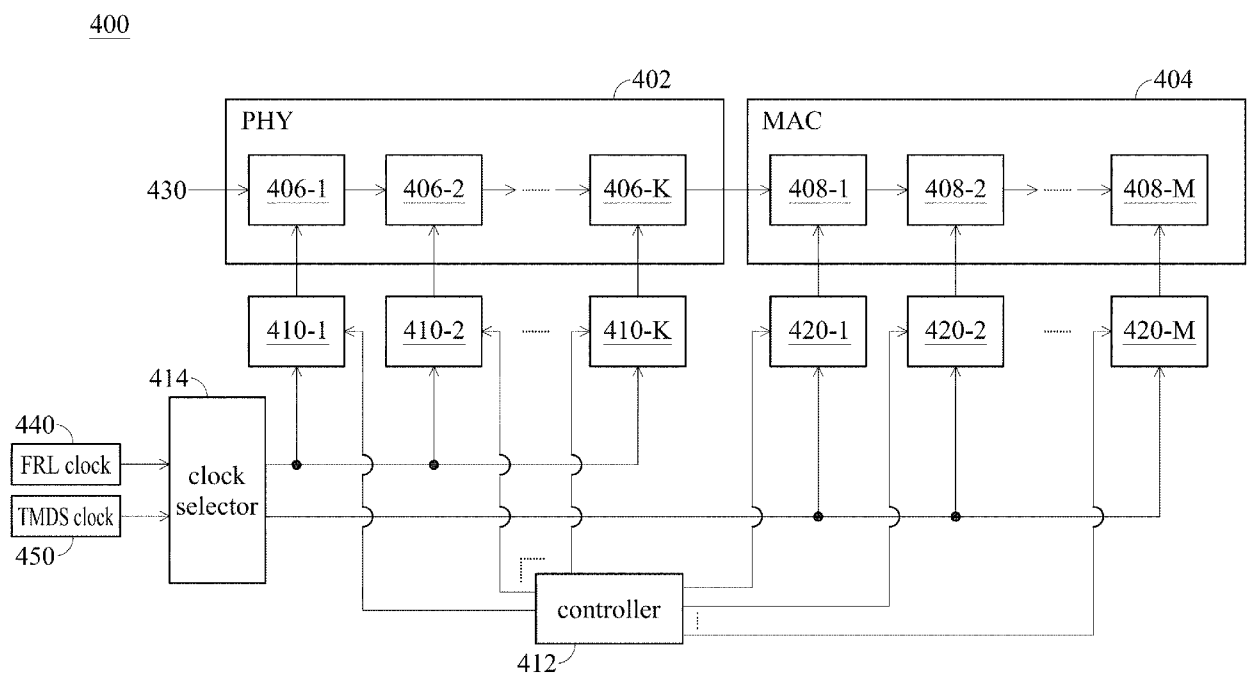 400
402
404
PHY
MAC
430
406-1
406-2
406-K
408-1
408-2
408-M
410-1
410-2
410-K
420-1
420-2
420-M
414
440
FRL clock
clock
selector
TMDS clock
450
controller
412